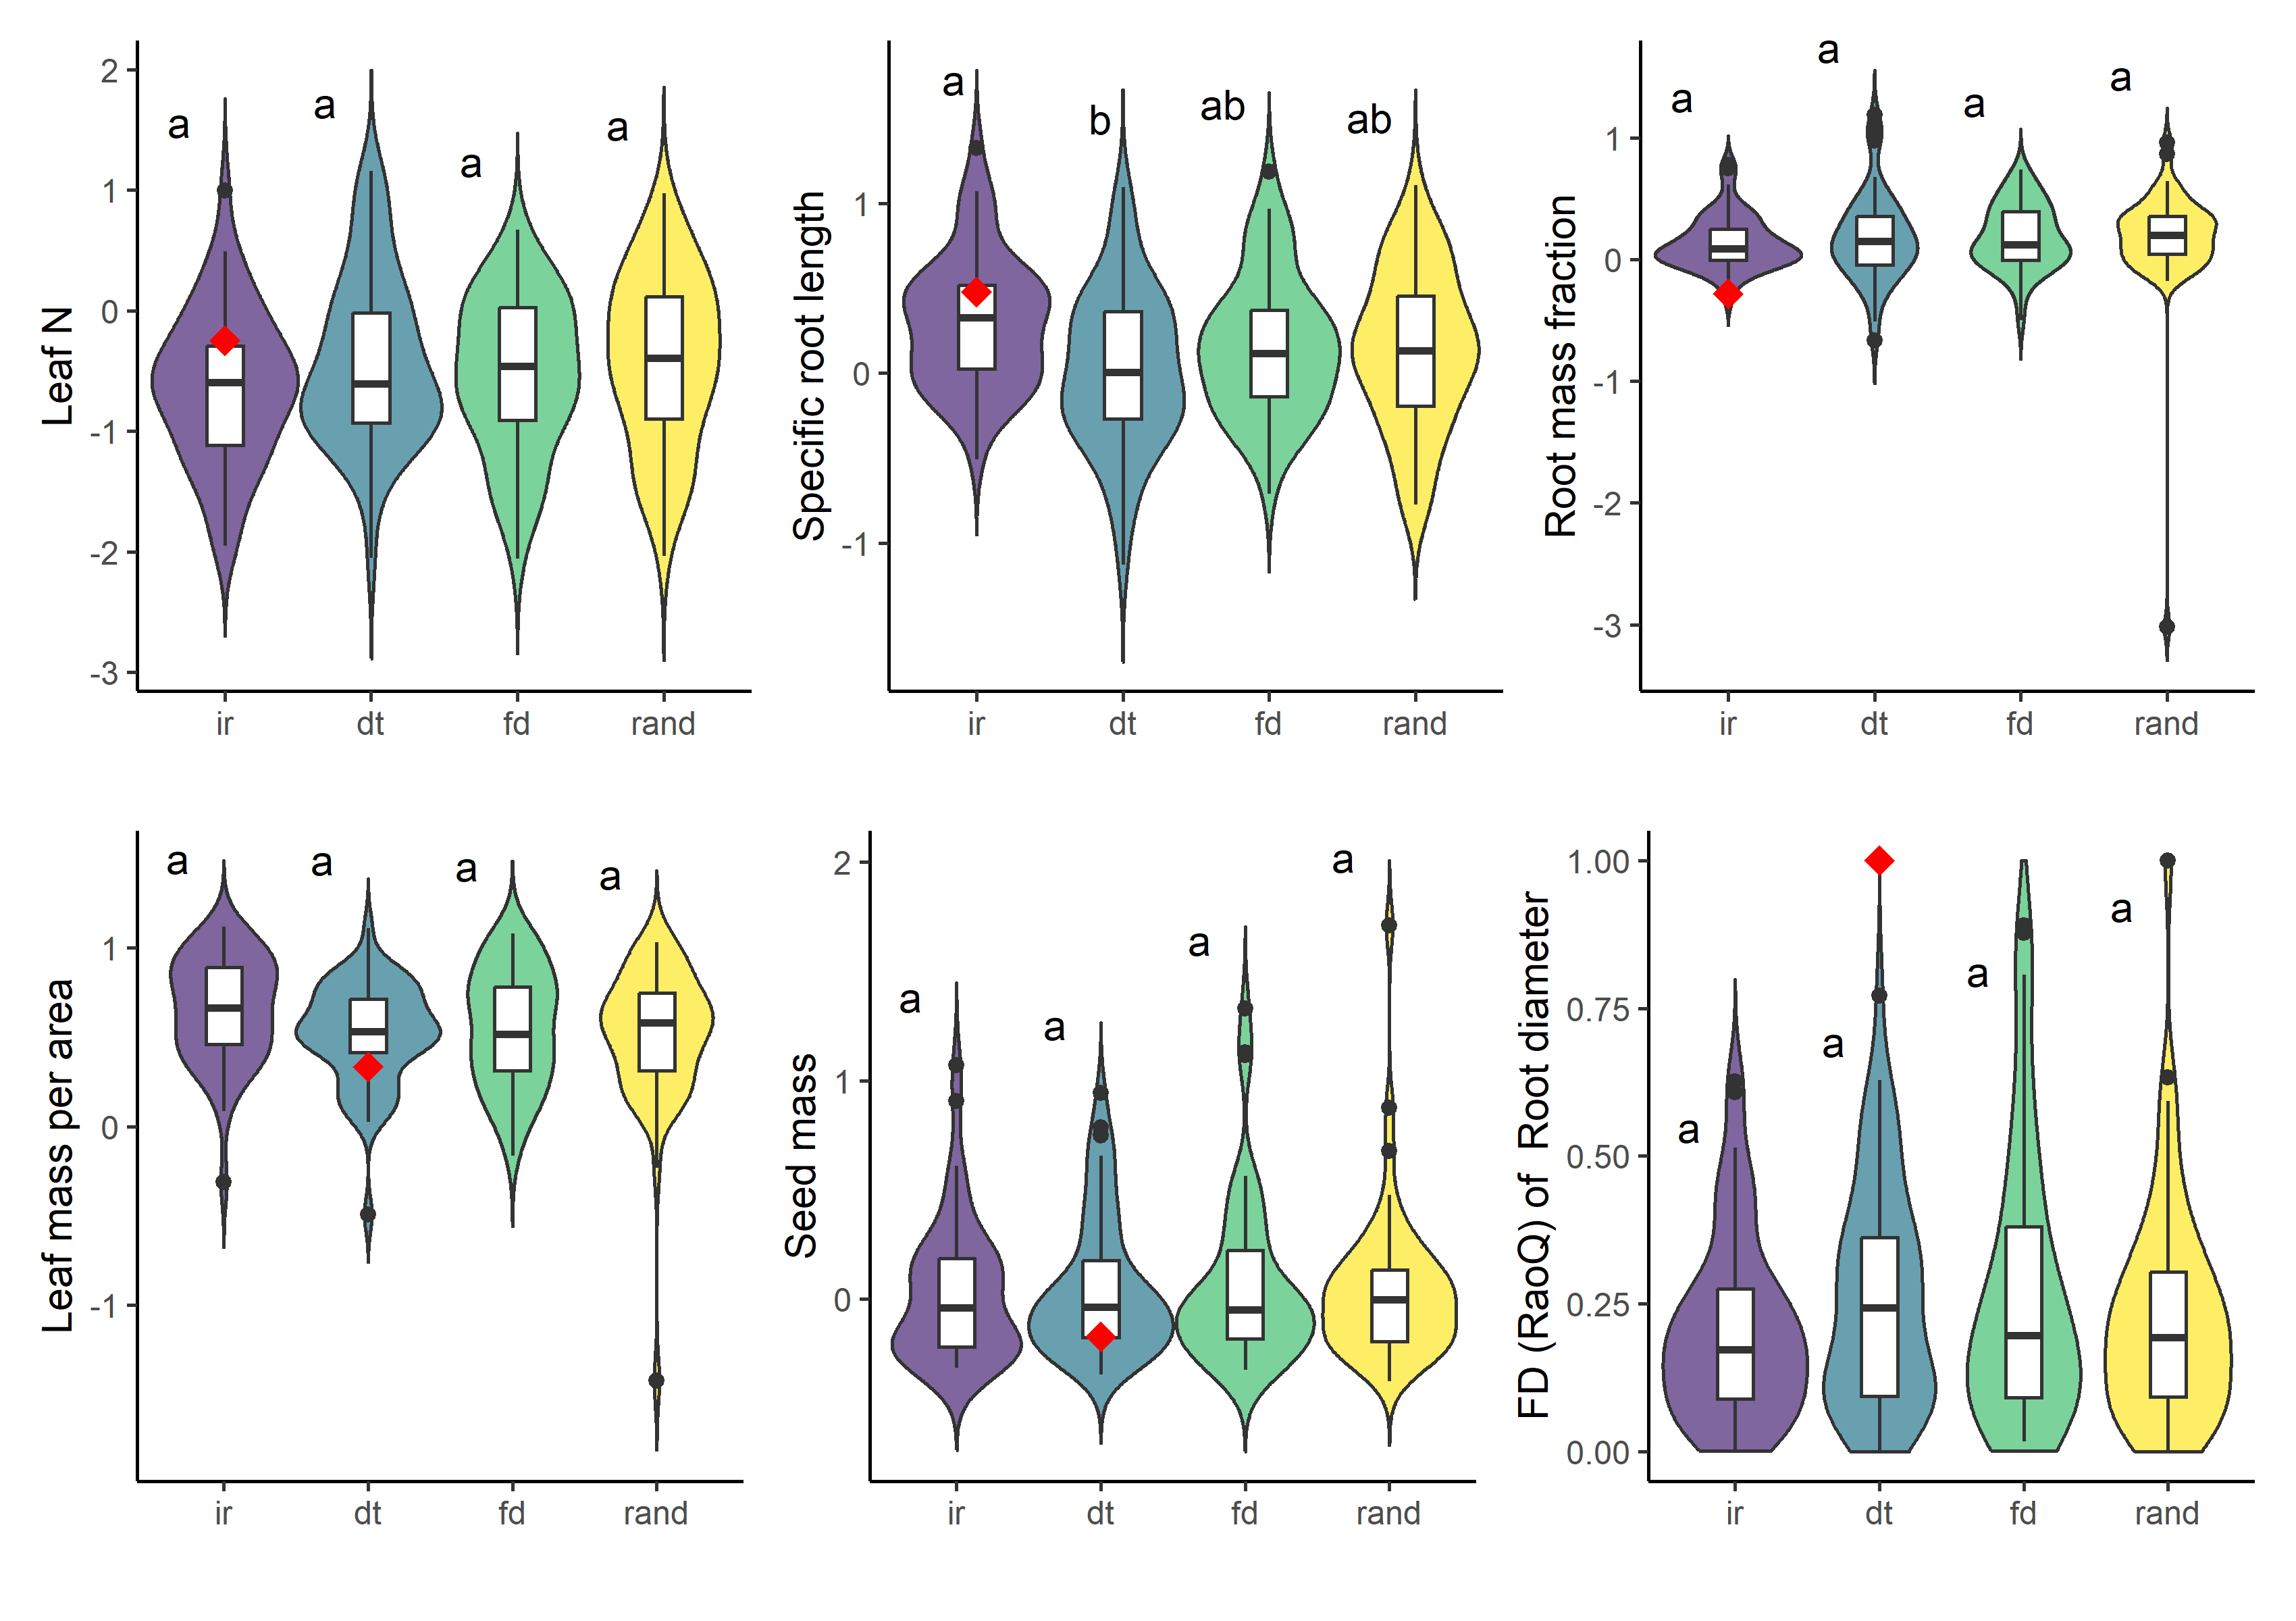 Leaf N
2
1
0
-1
-2
-3
a
a
a
a
ir
dt
fd
rand
Specific root length
1
0
-1
a
b
ab
ab
ir
dt
fd
rand
Root mass fraction
1
0
-1
-2
-3
a
a
a
a
ir
dt
fd
rand
Leaf mass per area
1
0
-1
a
a
a
a
ir
dt
fd
rand
Seed mass
2
1
0
a
a
a
a
ir
dt
fd
rand
FD (RaoQ) of Root diameter
1.00
0.75
0.50
0.25
0.00
a
a
a
a
ir
dt
fd
rand